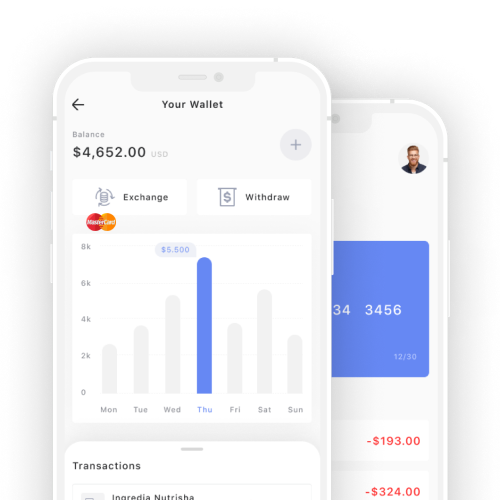 Your Wallet
Balance
$4,652.00 USD
Exchange
Withdraw
MasterCard
8k
$5.500
6k
4k
2k
0
Mon Tue Wed Thu Fri Sat Sun
Transactions
Ingredia Nutrisha
34 3456
12/30
-$193.00
-$324.00